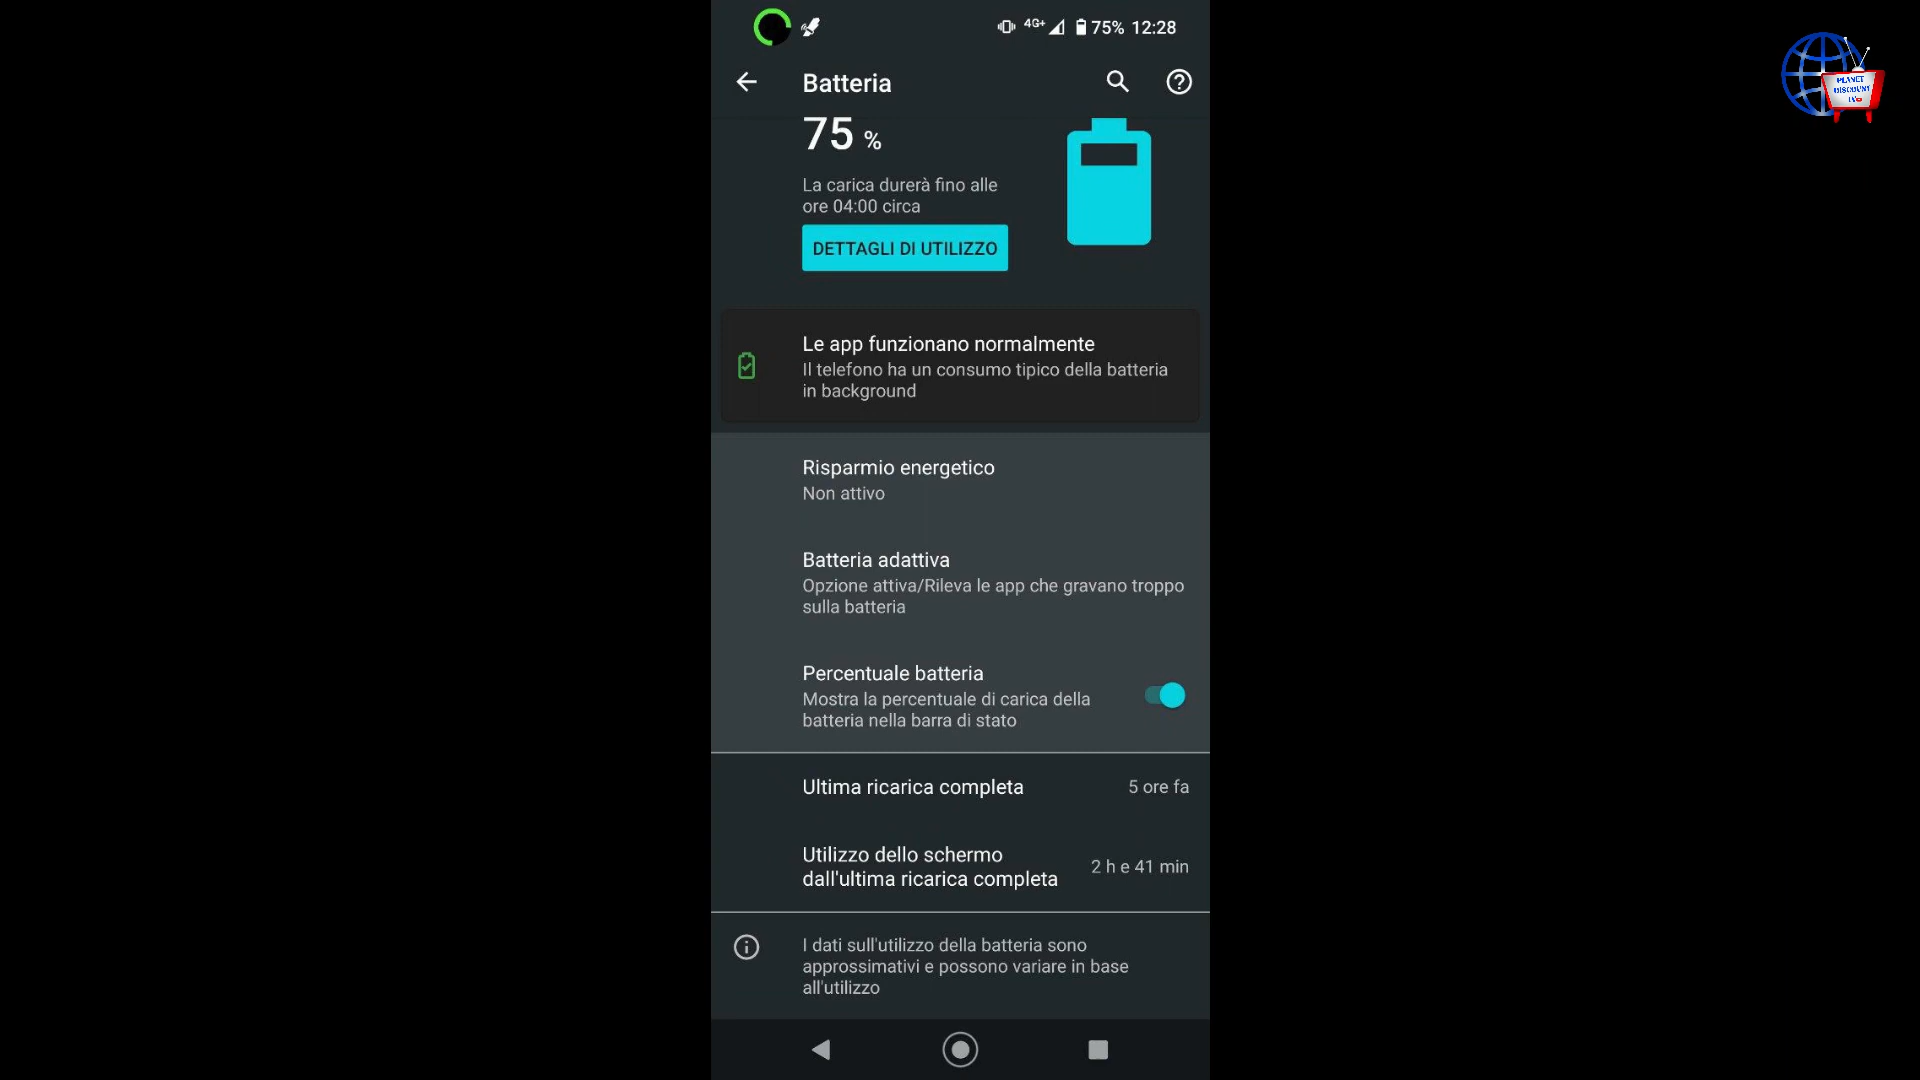 4G+ 75% 12:28
Batteria
75 %
La carica durerà fino alle
ore 04:00 circa
DETTAGLI DI UTILIZZO
Le app funzionano normalmente
Il telefono ha un consumo tipico della batteria
in background
Risparmio energetico
Non attivo
Batteria adattiva
Opzione attiva/Rileva le app che gravano troppo
sulla batteria
Percentuale batteria
Mostra la percentuale di carica della
batteria nella barra di stato
Ultima ricarica completa
5 ore fa
Utilizzo dello schermo
dall'ultima ricarica completa
2 h e 41 min
I dati sull'utilizzo della batteria sono
approssimativi e possono variare in base
all'utilizzo
PLANET
DISCOUNT
TV